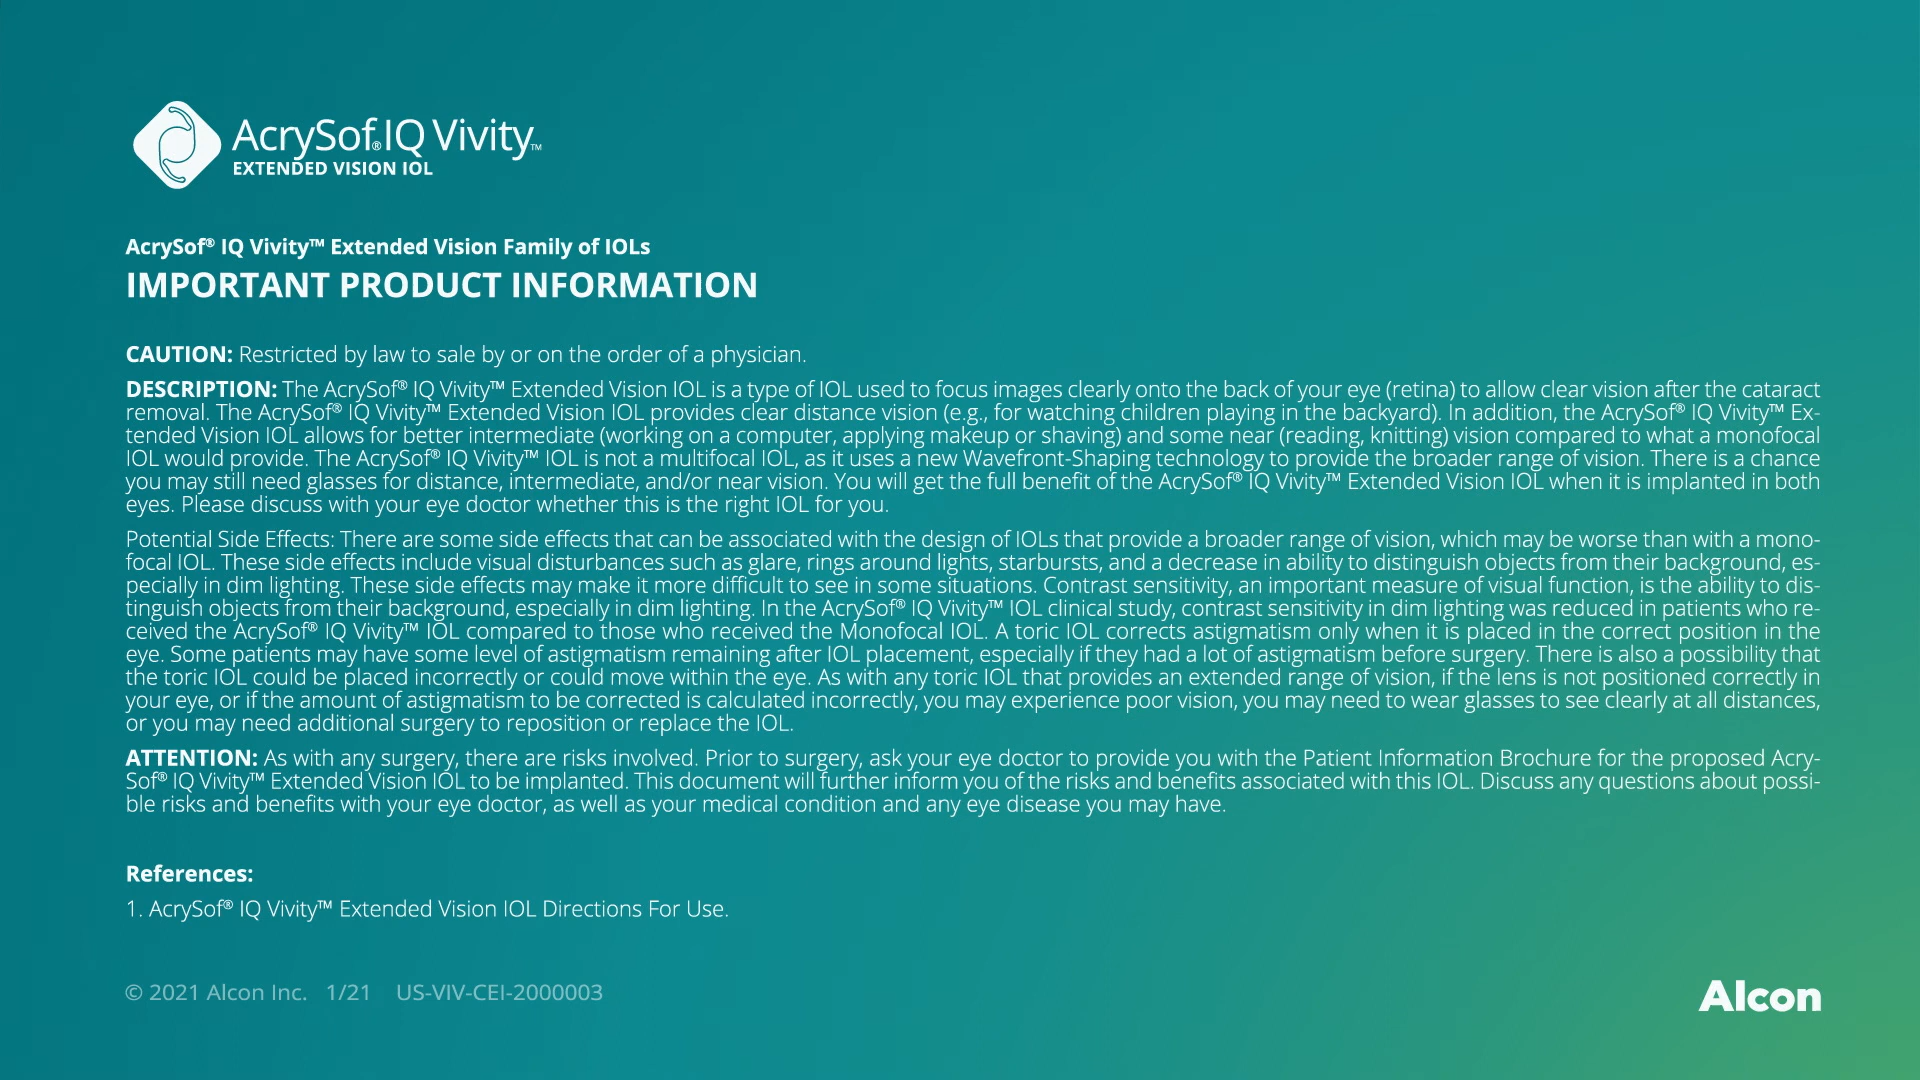 AcrySof® IQ Vivity™
EXTENDED VISION IOL
AcrySof® IQ Vivity™ Extended Vision Family of IOLs
IMPORTANT PRODUCT INFORMATION
CAUTION: Restricted by law to sale by or on the order of a physician.
DESCRIPTION: The AcrySof® IQ Vivity™ Extended Vision IOL is a type of IOL used to focus images clearly onto the back of your eye (retina) to allow clear vision after the cataract
removal. The AcrySof® IQ Vivity™ Extended Vision IOL provides clear distance vision (e.g., for watching children playing in the backyard). In addition, the AcrySof® IQ Vivity™ Ex-
tended Vision IOL allows for better intermediate (working on a computer, applying makeup or shaving) and some near (reading, knitting) vision compared to what a monofocal
IOL would provide. The AcrySof® IQ Vivity™ IOL is not a multifocal IOL, as it uses a new Wavefront-Shaping technology to provide the broader range of vision. There is a chance
you may still need glasses for distance, intermediate, and/or near vision. You will get the full benefit of the AcrySof® IQ Vivity™ Extended Vision IOL when it is implanted in both
eyes. Please discuss with your eye doctor whether this is the right IOL for you.
Potential Side Effects: There are some side effects that can be associated with the design of IOLs that provide a broader range of vision, which may be worse than with a mono-
focal IOL. These side effects include visual disturbances such as glare, rings around lights, starbursts, and a decrease in ability to distinguish objects from their background, es-
pecially in dim lighting. These side effects may make it more difficult to see in some situations. Contrast sensitivity, an important measure of visual function, is the ability to dis-
tinguish objects from their background, especially in dim lighting. In the AcrySof® IQ Vivity™ IOL clinical study, contrast sensitivity in dim lighting was reduced in patients who re-
ceived the AcrySof® IQ Vivity™ IOL compared to those who received the Monofocal IOL. A toric IOL corrects astigmatism only when it is placed in the correct position in the
eye. Some patients may have some level of astigmatism remaining after IOL placement, especially if they had a lot of astigmatism before surgery. There is also a possibility that
the toric IOL could be placed incorrectly or could move within the eye. As with any toric IOL that provides an extended range of vision, if the lens is not positioned correctly in
your eye, or if the amount of astigmatism to be corrected is calculated incorrectly, you may experience poor vision, you may need to wear glasses to see clearly at all distances,
or you may need additional surgery to reposition or replace the IOL.
ATTENTION: As with any surgery, there are risks involved. Prior to surgery, ask your eye doctor to provide you with the Patient Information Brochure for the proposed Acry-
Sof® IQ Vivity™ Extended Vision IOL to be implanted. This document will further inform you of the risks and benefits associated with this IOL. Discuss any questions about possi-
ble risks and benefits with your eye doctor, as well as your medical condition and any eye disease you may have.
References:
1. AcrySof® IQ Vivity™ Extended Vision IOL Directions For Use.
© 2021 Alcon Inc. 1/21 US-VIV-CEI-2000003
Alcon